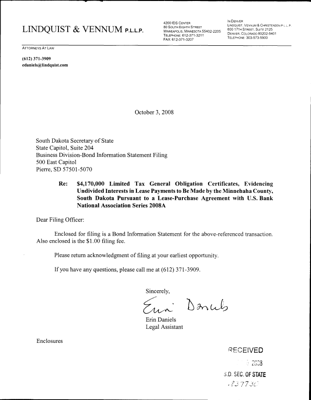 LINDQUIST & VENNUM P.L.L.P.
4200 IDS CENTER
80 SOUTH EIGHTH STREET
MINNEAPOLIS, MINNESOTA 55402-2205
TELEPHONE: 612-371-3211
FAX: 612-371-3207
IN DENVER:
600 17TH STREET, SUITE 2125
DENVER, COLORADO 80202-5401
TELEPHONE: 303-573-5900
ATTORNEYS AT LAW
(612) 371-3909
edaniels@lindquist.com
October 3, 2008
South Dakota Secretary of State
State Capitol, Suite 204
Business Division-Bond Information Statement Filing
500 East Capitol
Pierre, SD 57501-5070
Re: $4,170,000 Limited Tax General Obligation Certificates, Evidencing
Undivided Interests in Lease Payments to Be Made by the Minnehaha County,
South Dakota Pursuant to a Lease-Purchase Agreement with U.S. Bank
National Association Series 2008A
Dear Filing Officer:
Enclosed for filing is a Bond Information Statement for the above-referenced transaction.
Also enclosed is the $1.00 filing fee.
Please return acknowledgment of filing at your earliest opportunity.
If you have any questions, please call me at (612) 371-3909.
Sincerely,
Erin Daniels
Erin Daniels
Legal Assistant
Enclosures
RECEIVED
2008
S.D. SEC. OF STATE